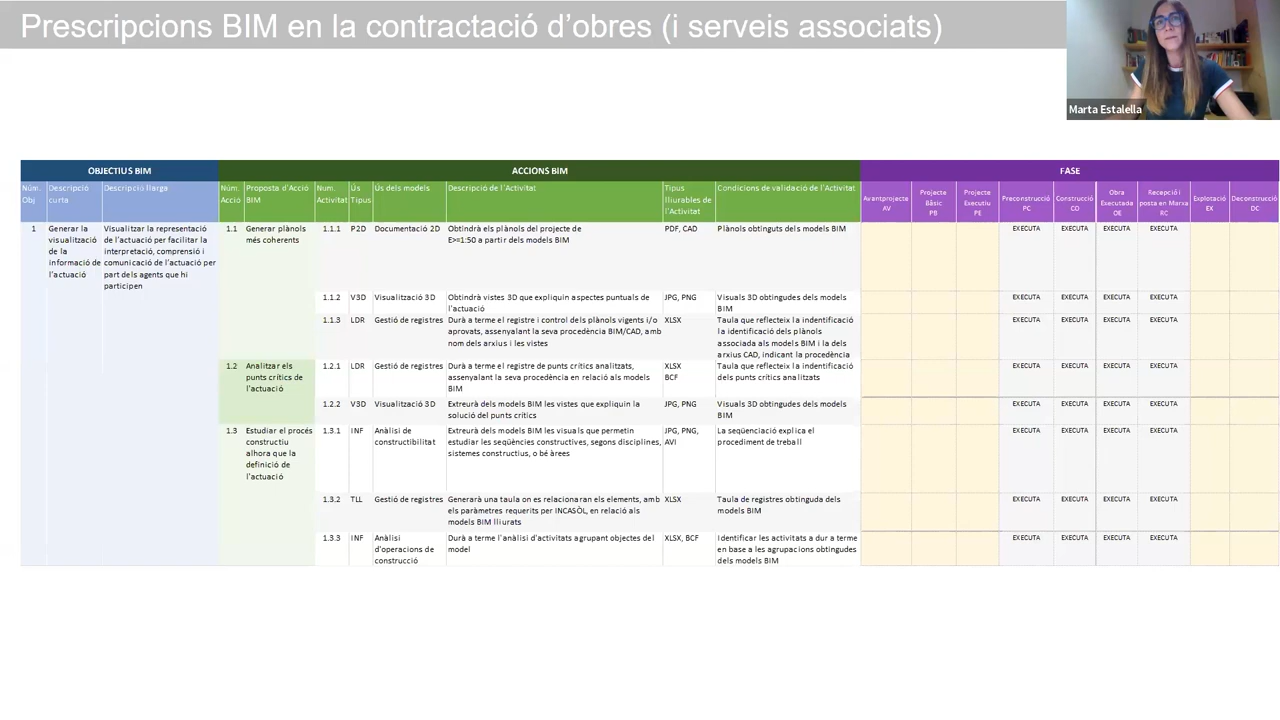 Prescripcions BIM en la contractació d’obres (i serveis associats)
Marta Estalella
OBJECTIUS BIM
ACCIONS BIM
FASE
Núm. Obj
Descripció curta
Descripció llarga
Núm. Acció
Proposta d'Acció BIM
Num. Activitat
Ús Tipus
Ús dels models
Descripció de l'Activitat
Tipus lliurables de l'Activitat
Condicions de validació de l'Activitat
Avantprojecte AV
Projecte Bàsic PB
Projecte Executiu PE
Preconstrucció PC
Construcció CO
Obra Executada OE
Recepció i posta en Marxa RC
Explotació EX
Deconstrucció DC
1
Generar la visualització de la informació de l'actuació
Visualitzar la representació de l'actuació per facilitar la interpretació, comprensió i comunicació de l'actuació per part dels agents que hi participen
1.1 Generar plànols més coherents
1.1.1 P2D Documentació 2D
Obtindrà els plànols del projecte de E>=1:50 a partir dels models BIM
PDF, CAD
Plànols obtinguts dels models BIM
EXECUTA EXECUTA EXECUTA EXECUTA
1.1.2 V3D Visualització 3D
Obtindrà vistes 3D que expliquin aspectes puntuals de l'actuació
JPG, PNG
Visuals 3D obtingudes dels models BIM
EXECUTA EXECUTA EXECUTA EXECUTA
1.1.3 LDR Gestió de registres
Durà a terme el registre i control dels plànols vigents i/o aprovats, assenyalant la seva procedència BIM/CAD, amb nom dels arxius i les vistes
XLSX
Taula que reflecteix la indentificació la identificació dels plànols associada als models BIM i la dels arxius CAD, indicant la procedència
EXECUTA EXECUTA EXECUTA EXECUTA
1.2 Analitzar els punts crítics de l'actuació
1.2.1 LDR Gestió de registres
Durà a terme el registre de punts crítics analitzats, assenyalant la seva procedència en relació als models BIM
XLSX BCF
Taula que reflecteix la indentificació dels punts crítics analitzats
EXECUTA EXECUTA EXECUTA EXECUTA
1.2.2 V3D Visualització 3D
Extreurà dels models BIM les vistes que expliquin la solució del punts crítics
JPG, PNG
Visuals 3D obtingudes dels models BIM
EXECUTA EXECUTA EXECUTA EXECUTA
1.3 Estudiar el procés constructiu alhora que la definició de l'actuació
1.3.1 INF Anàlisi de constructibilitat
Extreurà dels models BIM les visuals que permetin estudiar les seqüències constructives, segons disciplines, sistemes constructius, o bé àrees
JPG, PNG, AVI
La seqüenciació explica el procediment de treball
EXECUTA EXECUTA EXECUTA EXECUTA
1.3.2 TLL Gestió de registres
Generarà una taula on es relacionaran els elements, amb els paràmetres requerits per INCASÒL, en relació als models BIM lliurats
XLSX
Taula de registres obtinguda dels models BIM
EXECUTA EXECUTA EXECUTA EXECUTA
1.3.3 INF Anàlisi d'operacions de construcció
Durà a terme l'anàlisi d'activitats agrupant objectes del model
XLSX, BCF
Identificar les activitats a dur a terme en base a les agrupacions obtingudes dels models BIM
EXECUTA EXECUTA EXECUTA EXECUTA